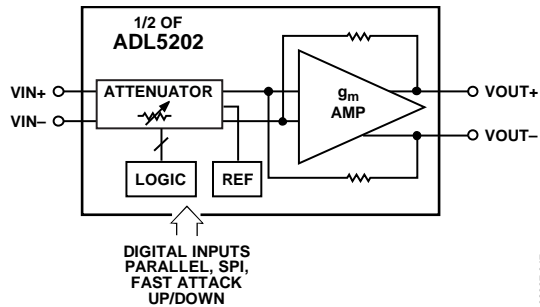 1/2 OF
ADL5202
VIN+
VIN–
ATTENUATOR
LOGIC
REF
gm
AMP
VOUT+
VOUT–
DIGITAL INPUTS
PARALLEL, SPI,
FAST ATTACK
UP/DOWN